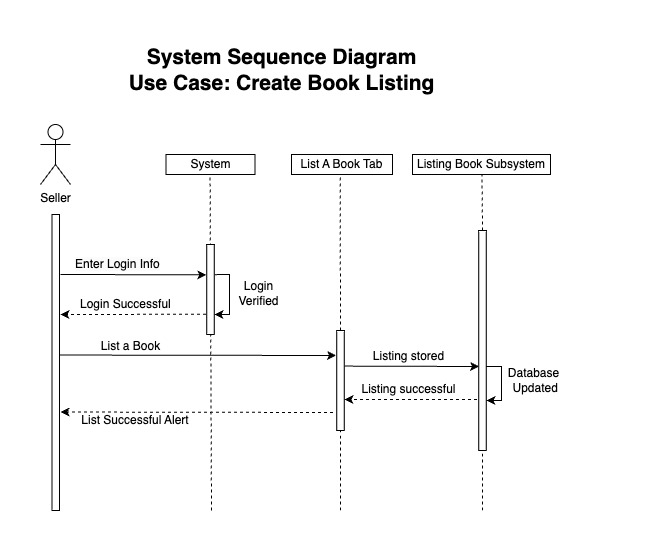 System Sequence Diagram
Use Case: Create Book Listing
System
List A Book Tab
Listing Book Subsystem
Seller
Enter Login Info
Login
Verified
Login Successful
List a Book
Listing stored
Database
Updated
Listing successful
List Successful Alert